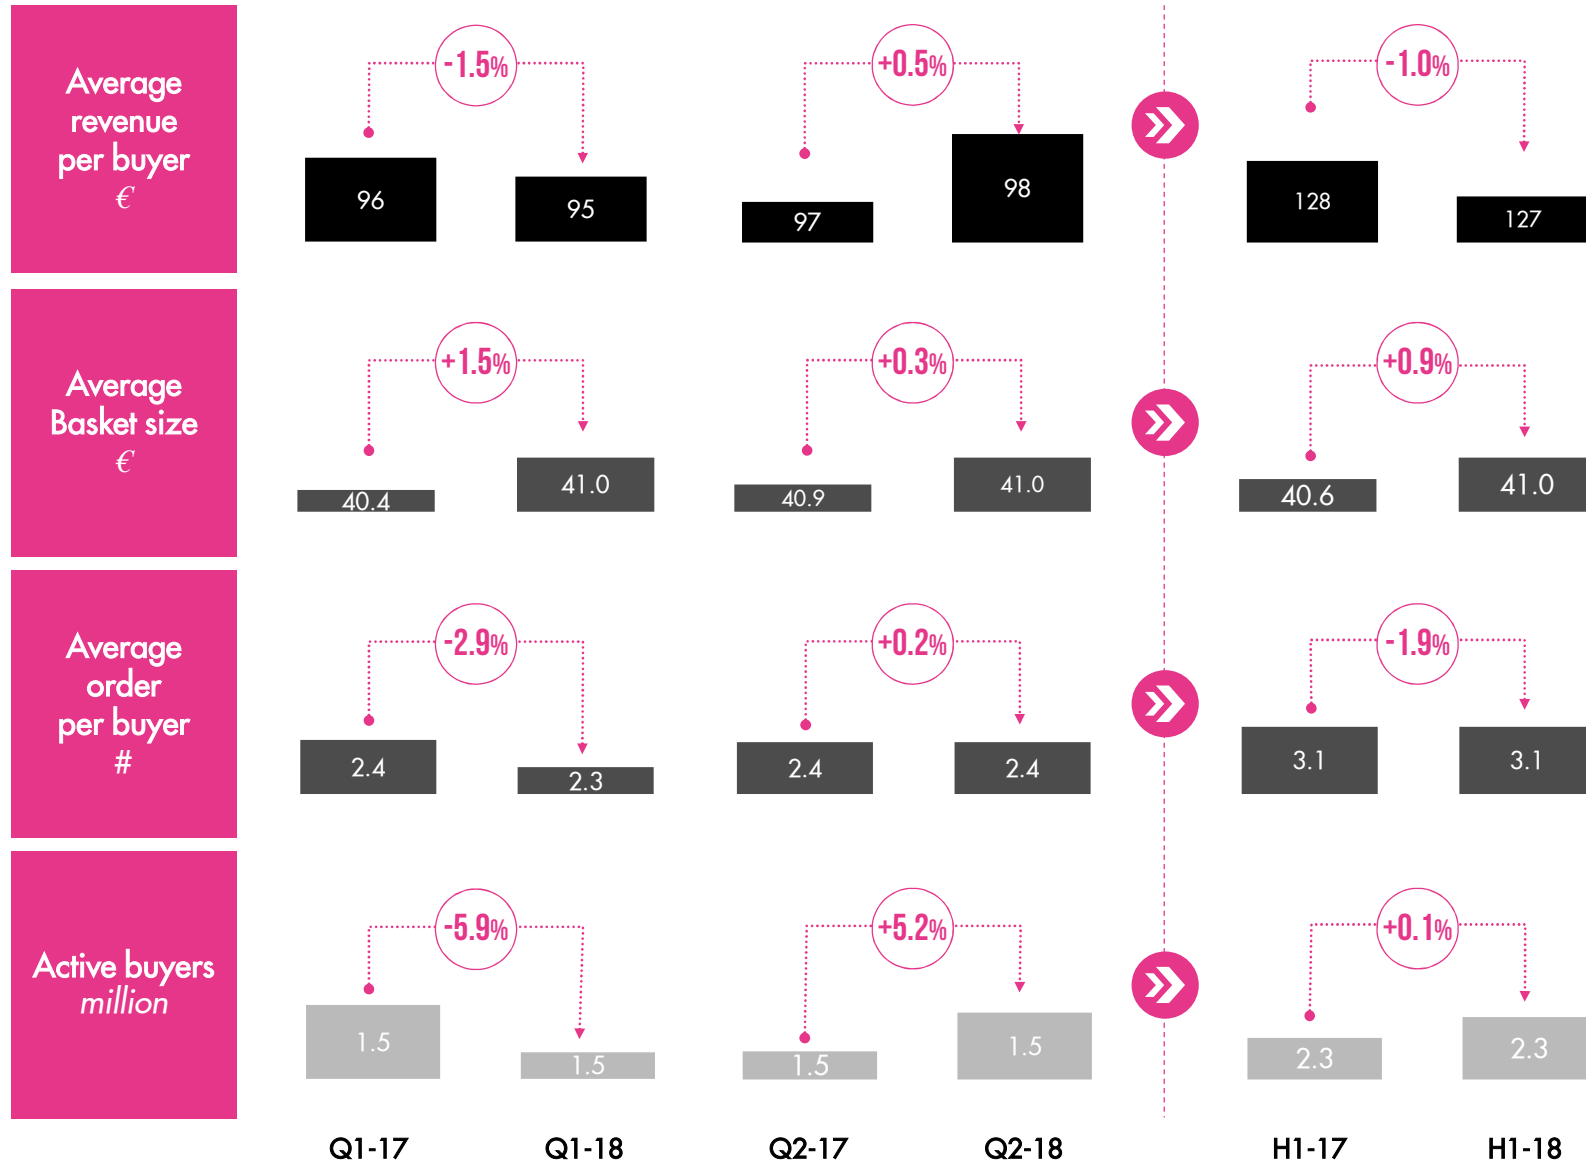 Average
revenue
per buyer
€
-1.5%
+0.5%
-1.0%
96
95
97
98
128
127
Average
Basket size
€
+1.5%
+0.3%
+0.9%
40.4
41.0
40.9
41.0
40.6
41.0
Average
order
per buyer
#
-2.9%
+0.2%
-1.9%
2.4
2.3
2.4
2.4
3.1
3.1
Active buyers
million
-5.9%
+5.2%
+0.1%
1.5
1.5
1.5
1.5
2.3
2.3
Q1-17
Q1-18
Q2-17
Q2-18
H1-17
H1-18